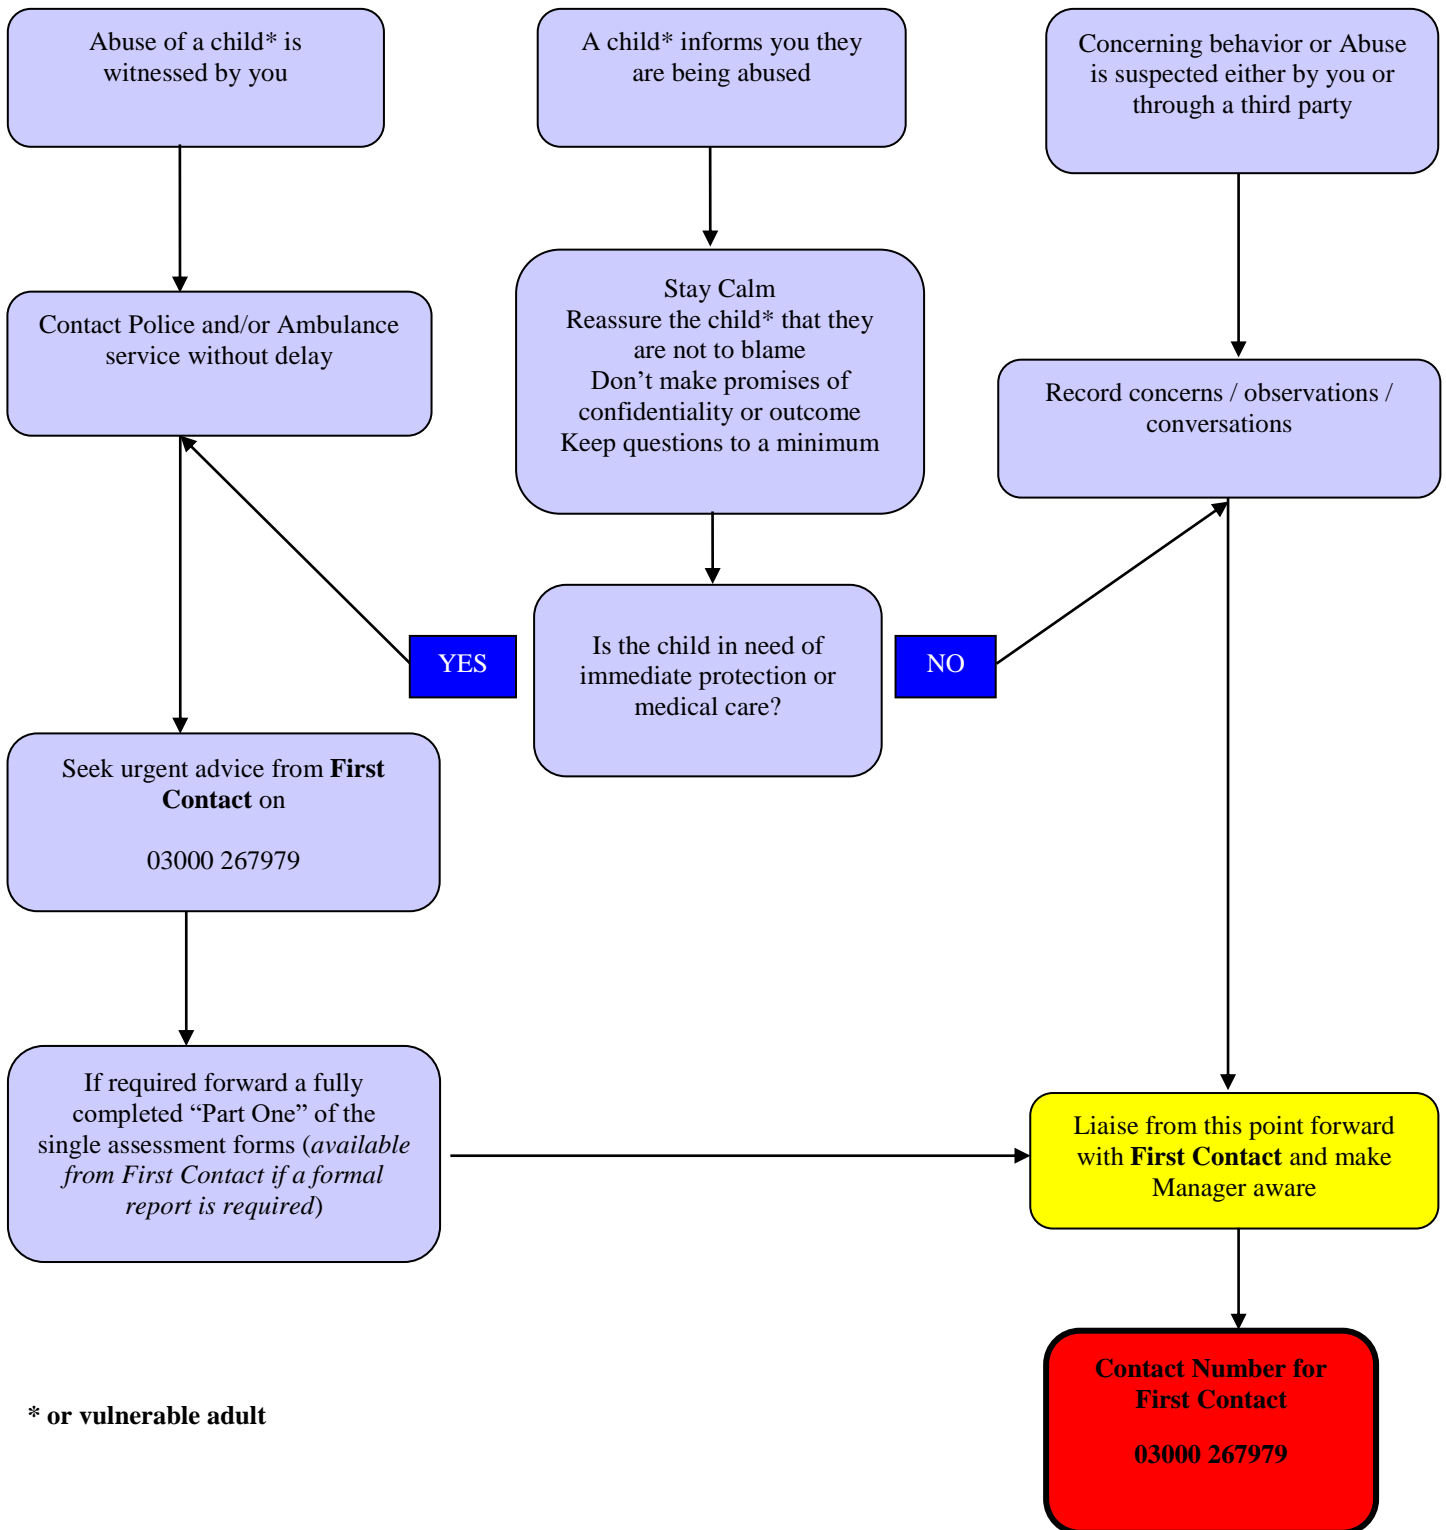 Abuse of a child* is
witnessed by you
A child* informs you they
are being abused
Concerning behavior or Abuse
is suspected either by you or
through a third party
Contact Police and/or Ambulance
service without delay
Stay Calm
Reassure the child* that they
are not to blame
Don’t make promises of
confidentiality or outcome
Keep questions to a minimum
Record concerns / observations /
conversations
YES
Is the child in need of
immediate protection or
medical care?
NO
Seek urgent advice from First
Contact on
03000 267979
If required forward a fully
completed “Part One” of the
single assessment forms (available
from First Contact if a formal
report is required)
Liaise from this point forward
with First Contact and make
Manager aware
Contact Number for
First Contact
03000 267979
* or vulnerable adult